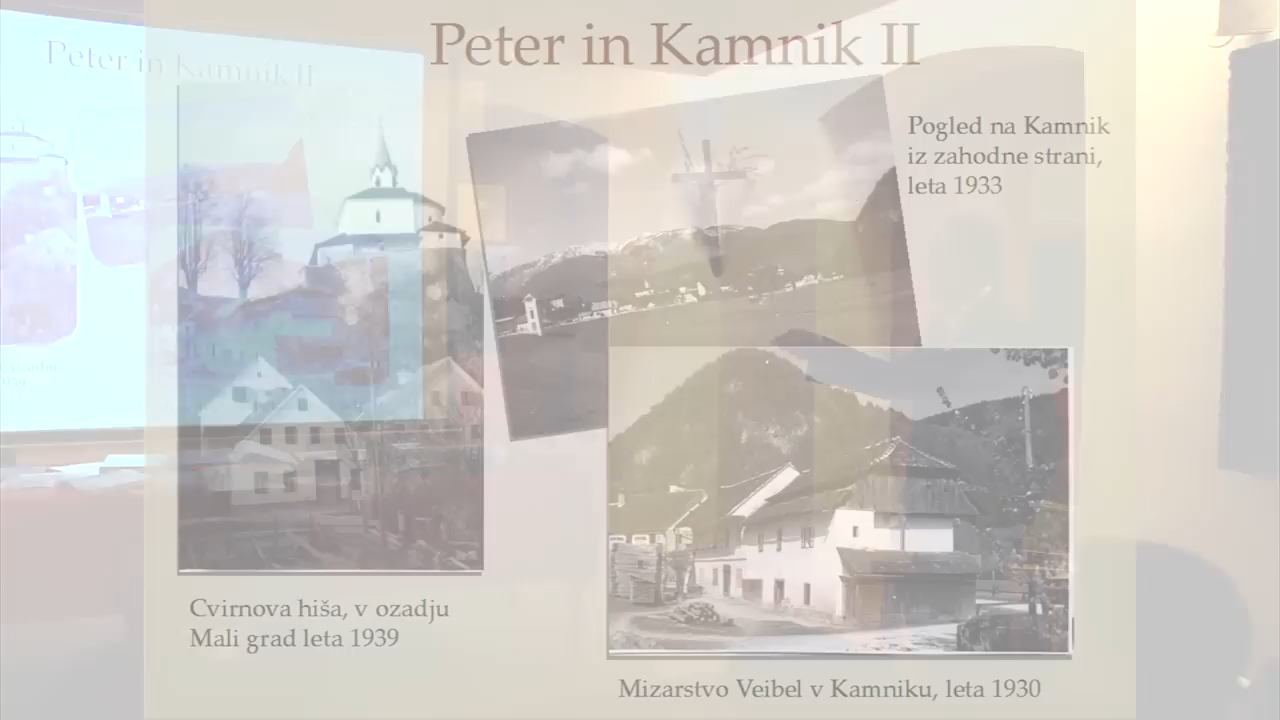 Peter in Kamnik II
Peter in Kamnik II
Pogled na Kamnik
iz zahodne strani,
leta 1933
Cvirnova hiša, v ozadju
Mali grad leta 1939
Mizarstvo Veibel v Kamniku, leta 1930